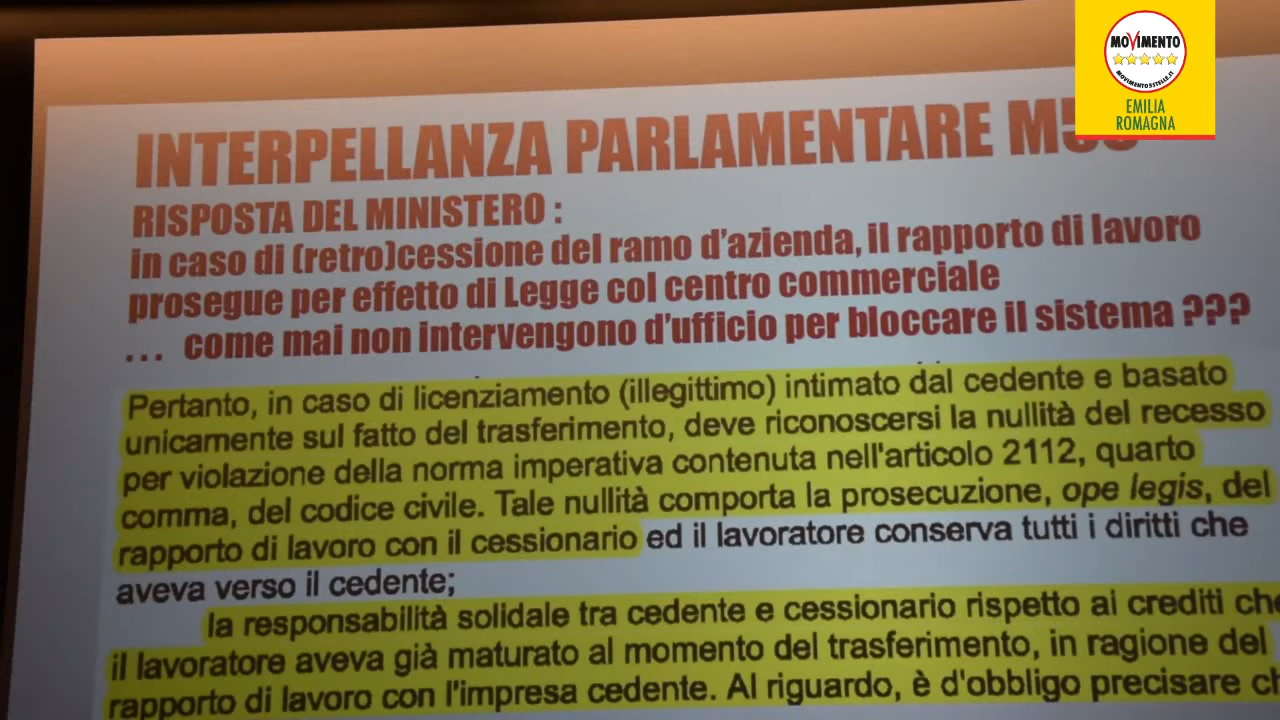 MOVIMENTO
MOVIMENTO5STELLE.IT
EMILIA
ROMAGNA
INTERPELLANZA PARLAMENTARE M5S
RISPOSTA DEL MINISTERO :
in caso di (retro)cessione del ramo d'azienda, il rapporto di lavoro
prosegue per effetto di Legge col centro commerciale
... come mai non intervengono d'ufficio per bloccare il sistema ???
Pertanto, in caso di licenziamento (illegittimo) intimato dal cedente e basato
unicamente sul fatto del trasferimento, deve riconoscersi la nullità del recesso
per violazione della norma imperativa contenuta nell'articolo 2112, quarto
comma, del codice civile. Tale nullità comporta la prosecuzione, ope legis, del
rapporto di lavoro con il cessionario ed il lavoratore conserva tutti i diritti che
aveva verso il cedente;
la responsabilità solidale tra cedente e cessionario rispetto ai crediti che
il lavoratore aveva già maturato al momento del trasferimento, in ragione del
rapporto di lavoro con l'impresa cedente. Al riguardo, è d'obbligo precisare